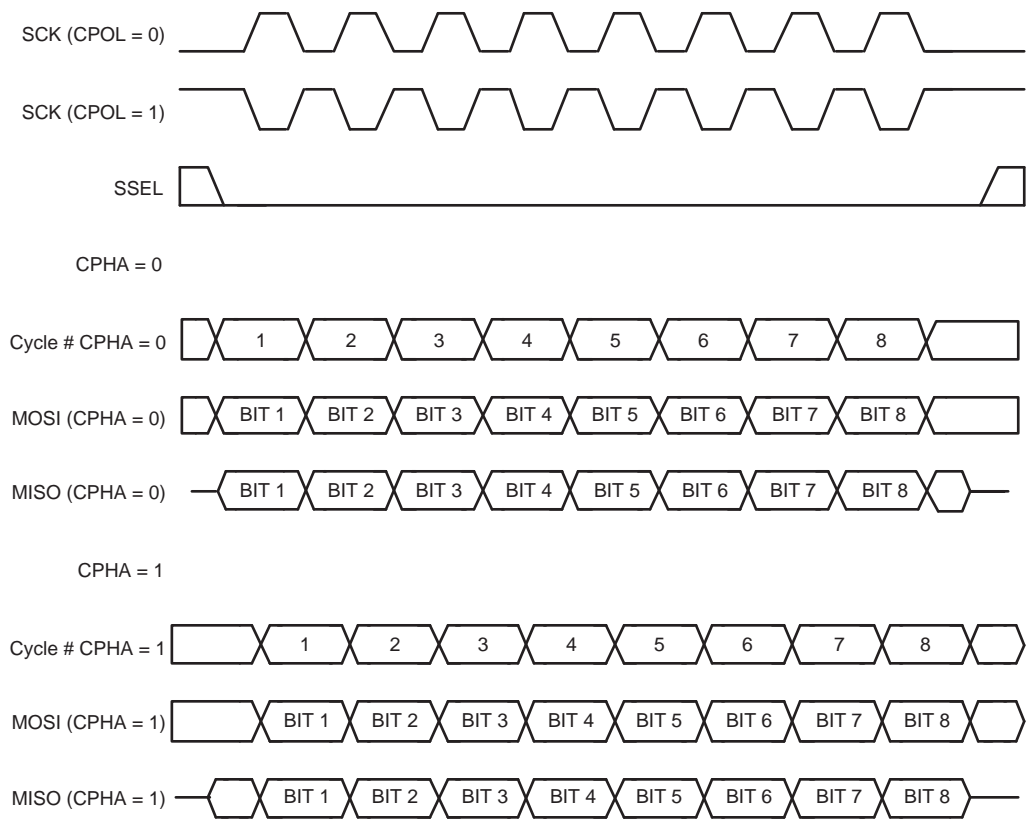 SCK (CPOL = 0)
SCK (CPOL = 1)
SSEL
CPHA = 0
Cycle # CPHA = 0 1 2 3 4 5 6 7 8
MOSI (CPHA = 0) BIT 1 BIT 2 BIT 3 BIT 4 BIT 5 BIT 6 BIT 7 BIT 8
MISO (CPHA = 0) BIT 1 BIT 2 BIT 3 BIT 4 BIT 5 BIT 6 BIT 7 BIT 8
CPHA = 1
Cycle # CPHA = 1 1 2 3 4 5 6 7 8
MOSI (CPHA = 1) BIT 1 BIT 2 BIT 3 BIT 4 BIT 5 BIT 6 BIT 7 BIT 8
MISO (CPHA = 1) BIT 1 BIT 2 BIT 3 BIT 4 BIT 5 BIT 6 BIT 7 BIT 8